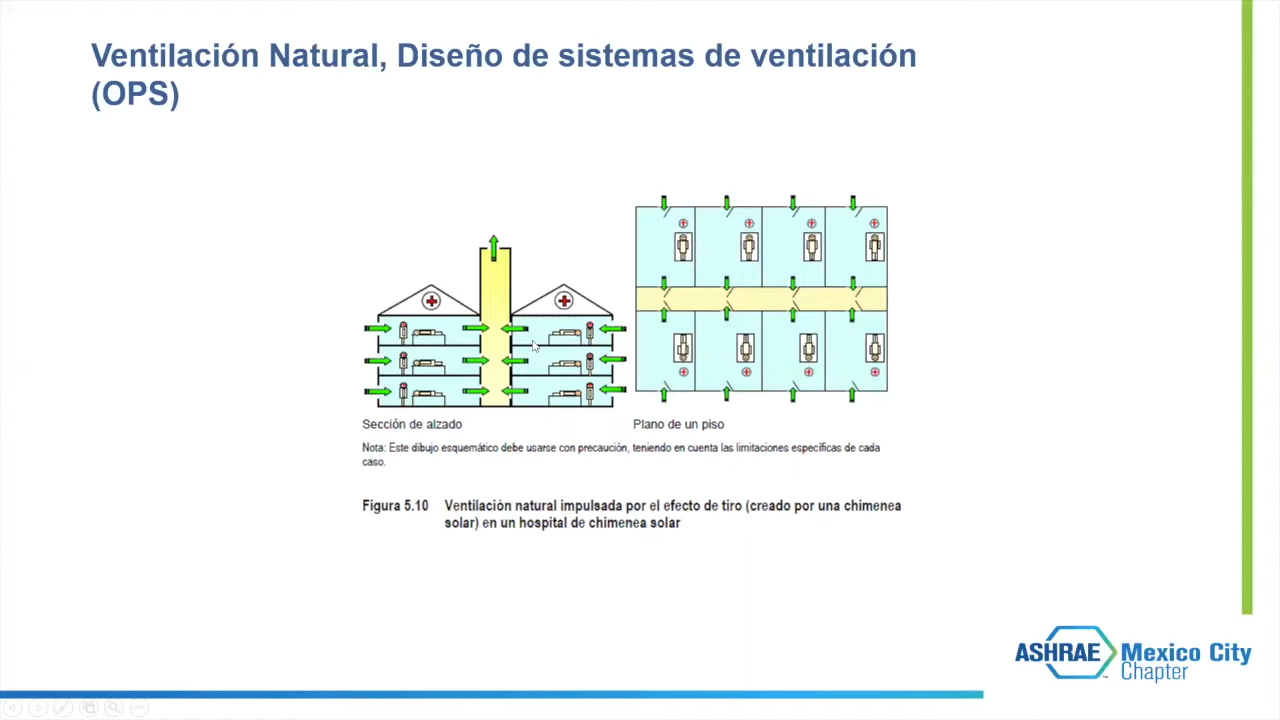 Ventilación Natural, Diseño de sistemas de ventilación
(OPS)
Sección de alzado
Plano de un piso
Nota: Este dibujo esquemático debe usarse con precaución, teniendo en cuenta las limitaciones específicas de cada
caso.
Figura 5.10 Ventilación natural impulsada por el efecto de tiro (creado por una chimenea
solar) en un hospital de chimenea solar
ASHRAE Mexico City
Chapter